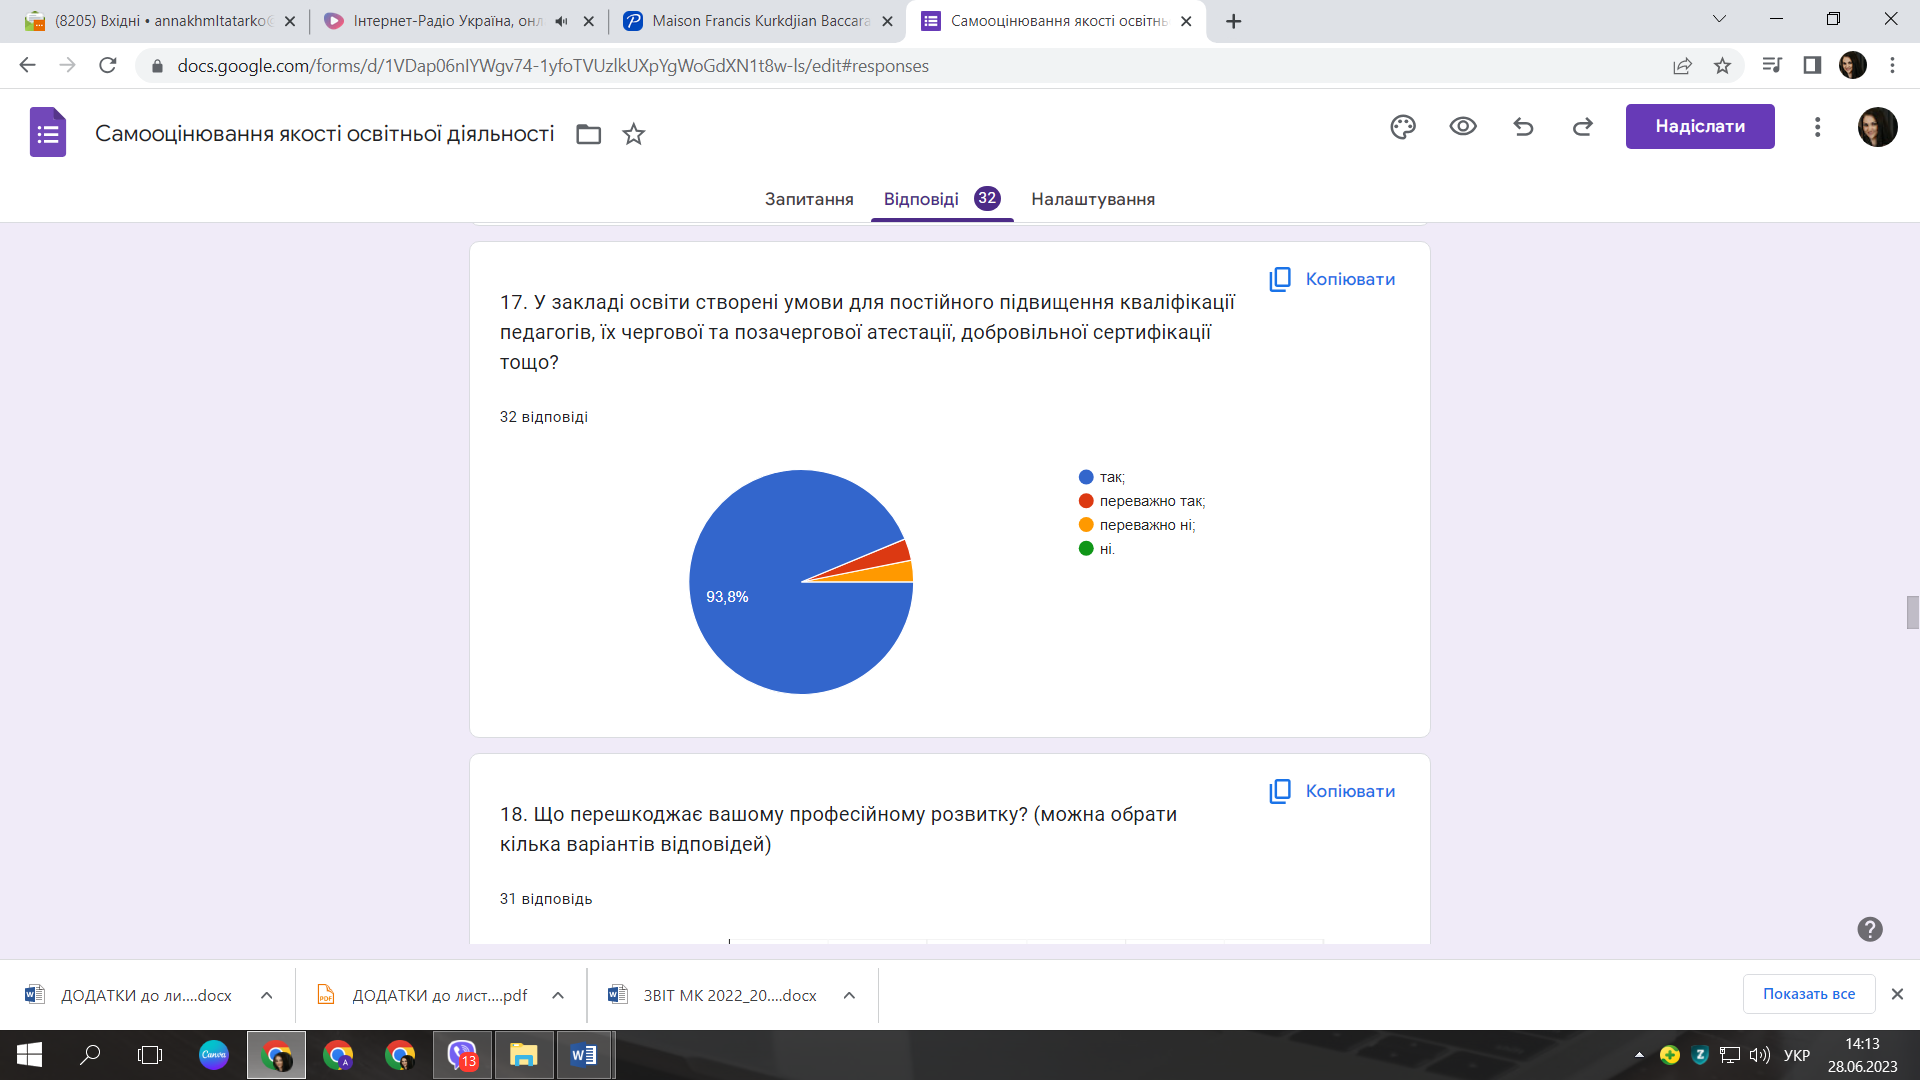 (8205) Вхідні • annakhmltatarko@
Інтернет-Радіо Україна, онл
Maison Francis Kurkdjian Baccara
Самооцінювання якості освітнь
docs.google.com/forms/d/1VDap06nIYWgv74-1yfoTVUzlkUXpYgWoGdXN1t8w-ls/edit#responses
Самооцінювання якості освітньої діяльності
Надіслати
Запитання
Відповіді 32
Налаштування
Копіювати
17. У закладі освіти створені умови для постійного підвищення кваліфікації
педагогів, їх чергової та позачергової атестації, добровільної сертифікації
тощо?
32 відповіді
так;
переважно так;
переважно ні;
ні.
93,8%
Копіювати
18. Що перешкоджає вашому професійному розвитку? (можна обрати
кілька варіантів відповідей)
31 відповідь
ДОДАТКИ до ли....docx
ДОДАТКИ до лист....pdf
ЗВІТ МК 2022_20....docx
Показать все
Canva
A
13
УКР
14:13
28.06.2023